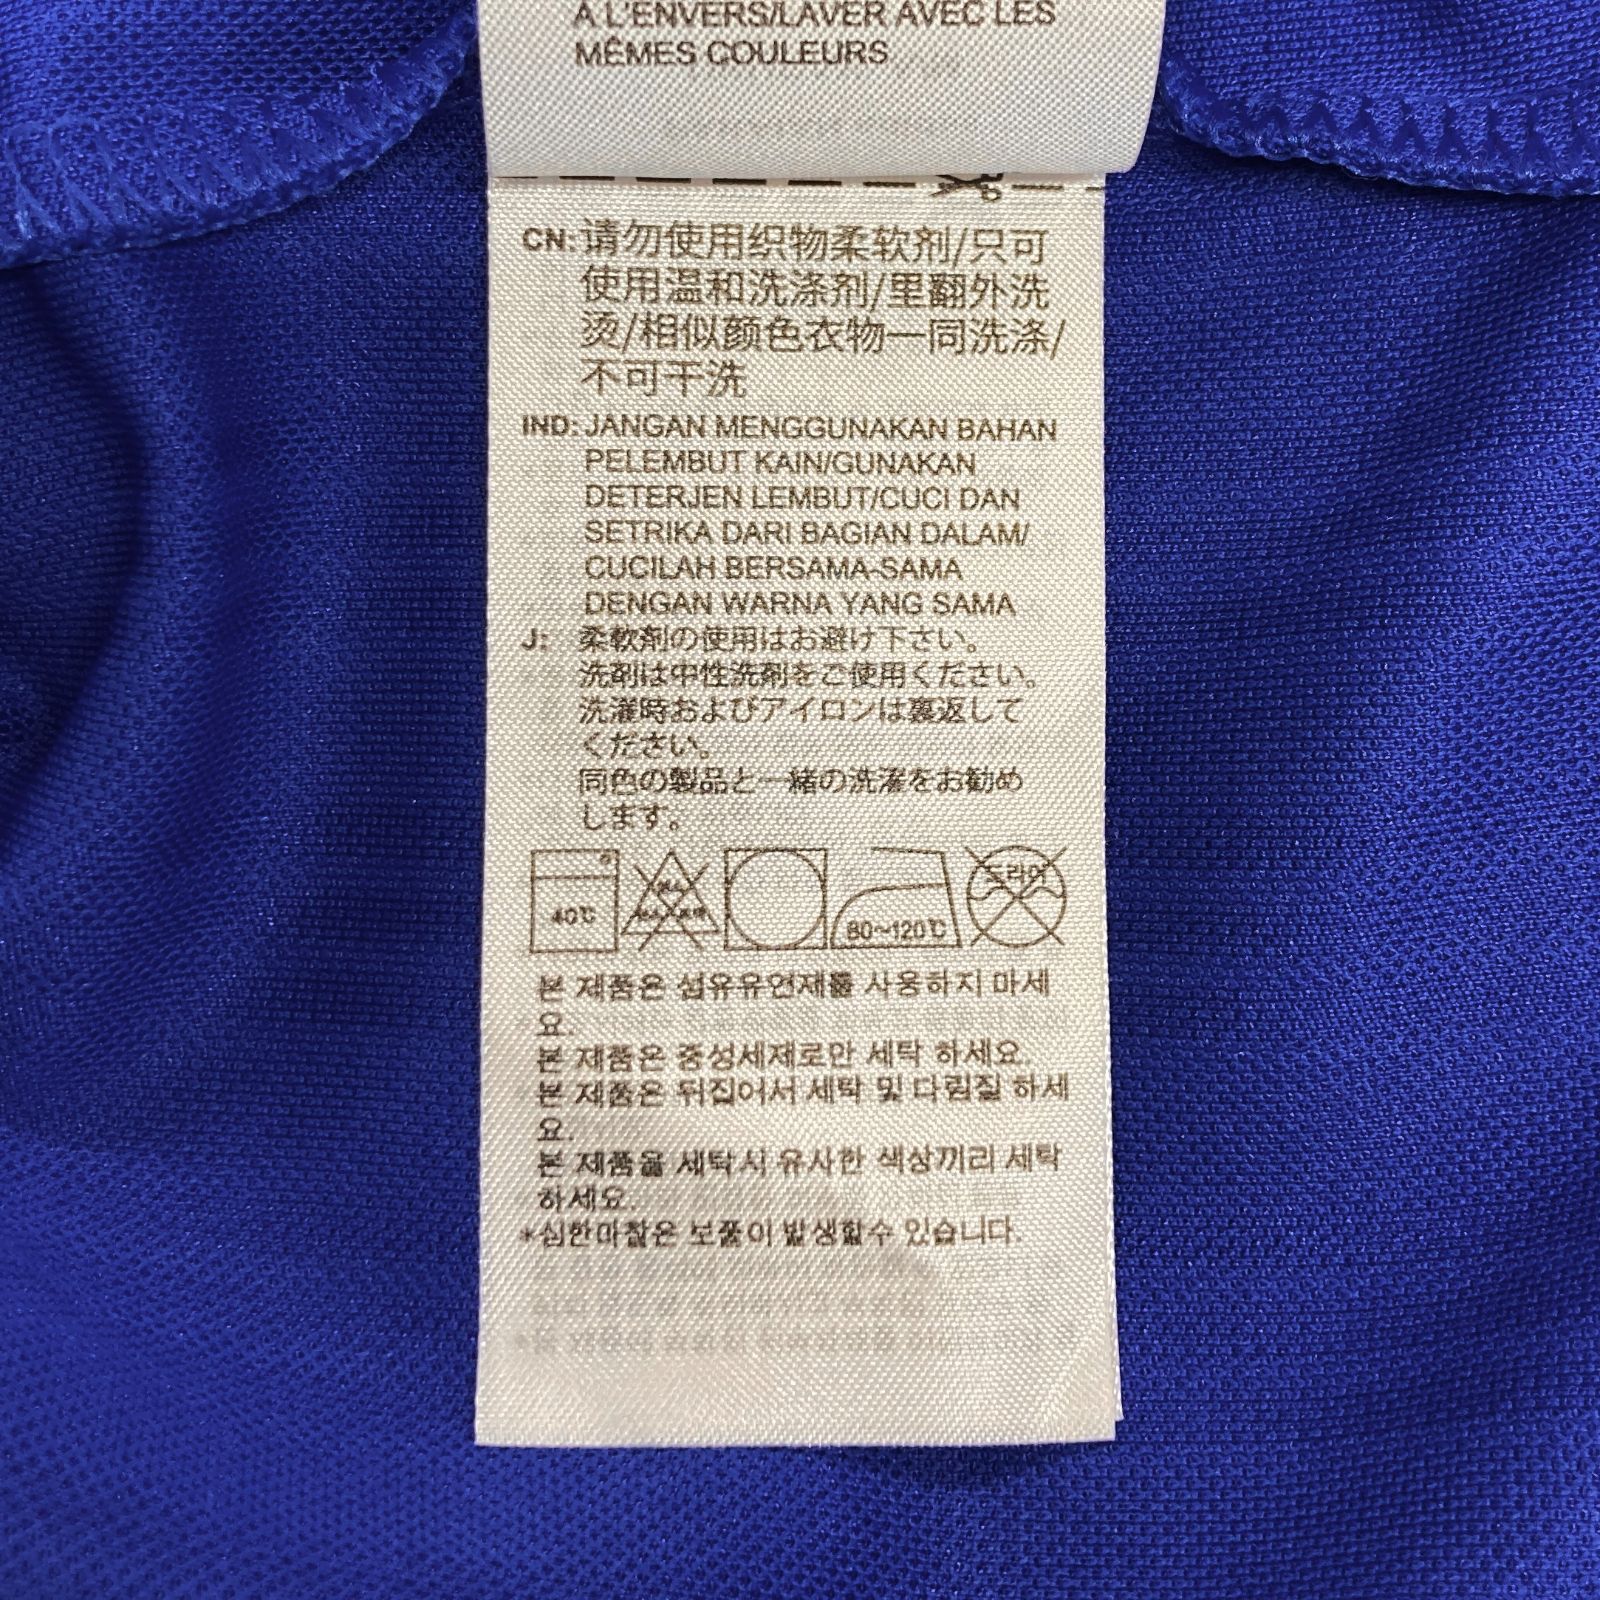 À L'ENVERS/LAVER AVEC LES
MÊMES COULEURS
CN: 请勿使用织物柔软剂/只可
使用温和洗涤剂/里翻外洗
烫/相似颜色衣物一同洗涤/
不可干洗
IND: JANGAN MENGGUNAKAN BAHAN
PELEMBUT KAIN/GUNAKAN
DETERJEN LEMBUT/CUCI DAN
SETRIKA DARI BAGIAN DALAM/
CUCILAH BERSAMA-SAMA
DENGAN WARNA YANG SAMA
J: 柔軟剤の使用はお避け下さい。
洗剤は中性洗剤をご使用ください。
洗濯時およびアイロンは裏返して
ください。
同色の製品と一緒の洗濯をお勧め
します。
40℃ 80~120℃ 드라이
본 제품은 섬유유연제를 사용하지 마세
요.
본 제품은 중성세제로만 세탁 하세요.
본 제품은 뒤집어서 세탁 및 다림질 하세
요.
본 제품을 세탁시 유사한 색상끼리 세탁
하세요.
*심한마찰은 보풀이 발생할수 있습니다.